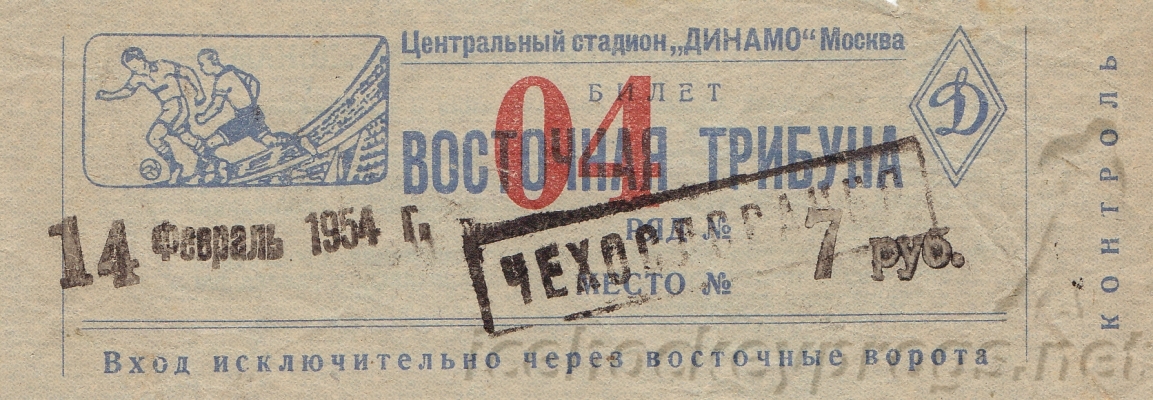 Центральный стадион „ДИНАМО“ Москва
БИЛЕТ
04
ВОСТОЧНАЯ ТРИБУНА
Д
14 Февраль 1954 Г.
РЯД №
ЧЕХОСЛОВАКИЯ
7 руб.
МЕСТО №
Вход исключительно через восточные ворота
КОНТРОЛЬ